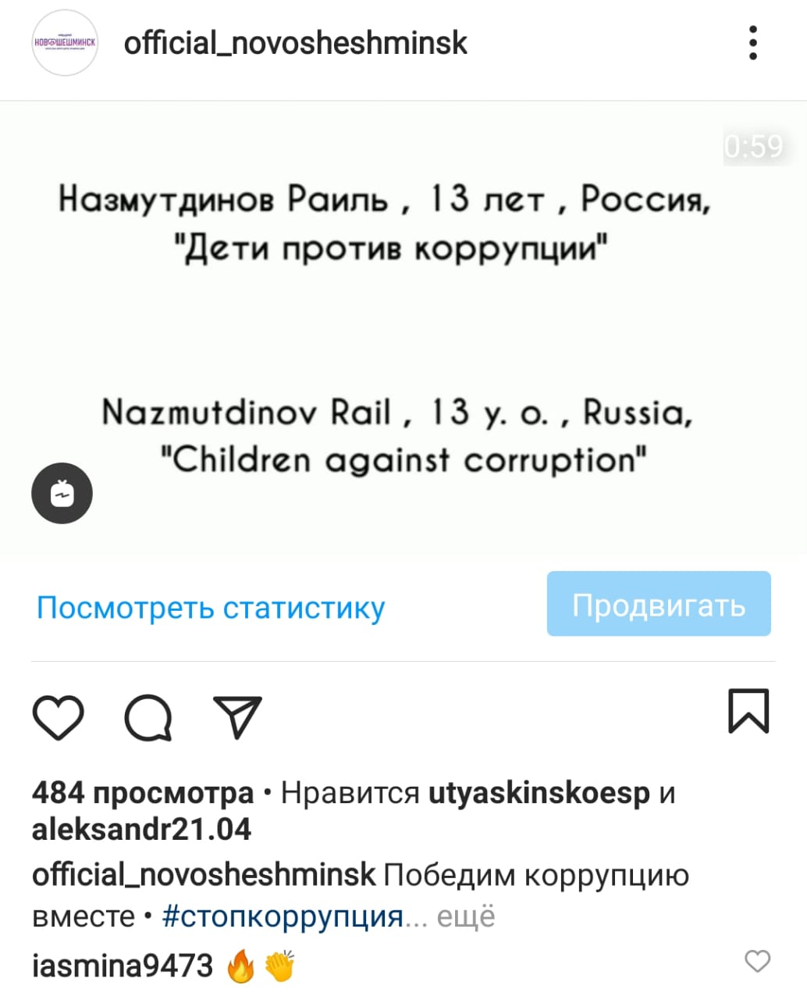 НОВОШЕШМИНСК
official_novosheshminsk
0:59
Назмутдинов Раиль , 13 лет , Россия,
"Дети против коррупции"
Nazmutdinov Rail , 13 y. o. , Russia,
"Children against corruption"
Посмотреть статистику
Продвигать
484 просмотра • Нравится utyaskinskoesp и
aleksandr21.04
official_novosheshminsk Победим коррупцию
вместе • #стопкоррупция... ещё
iasmina9473 🔥👏